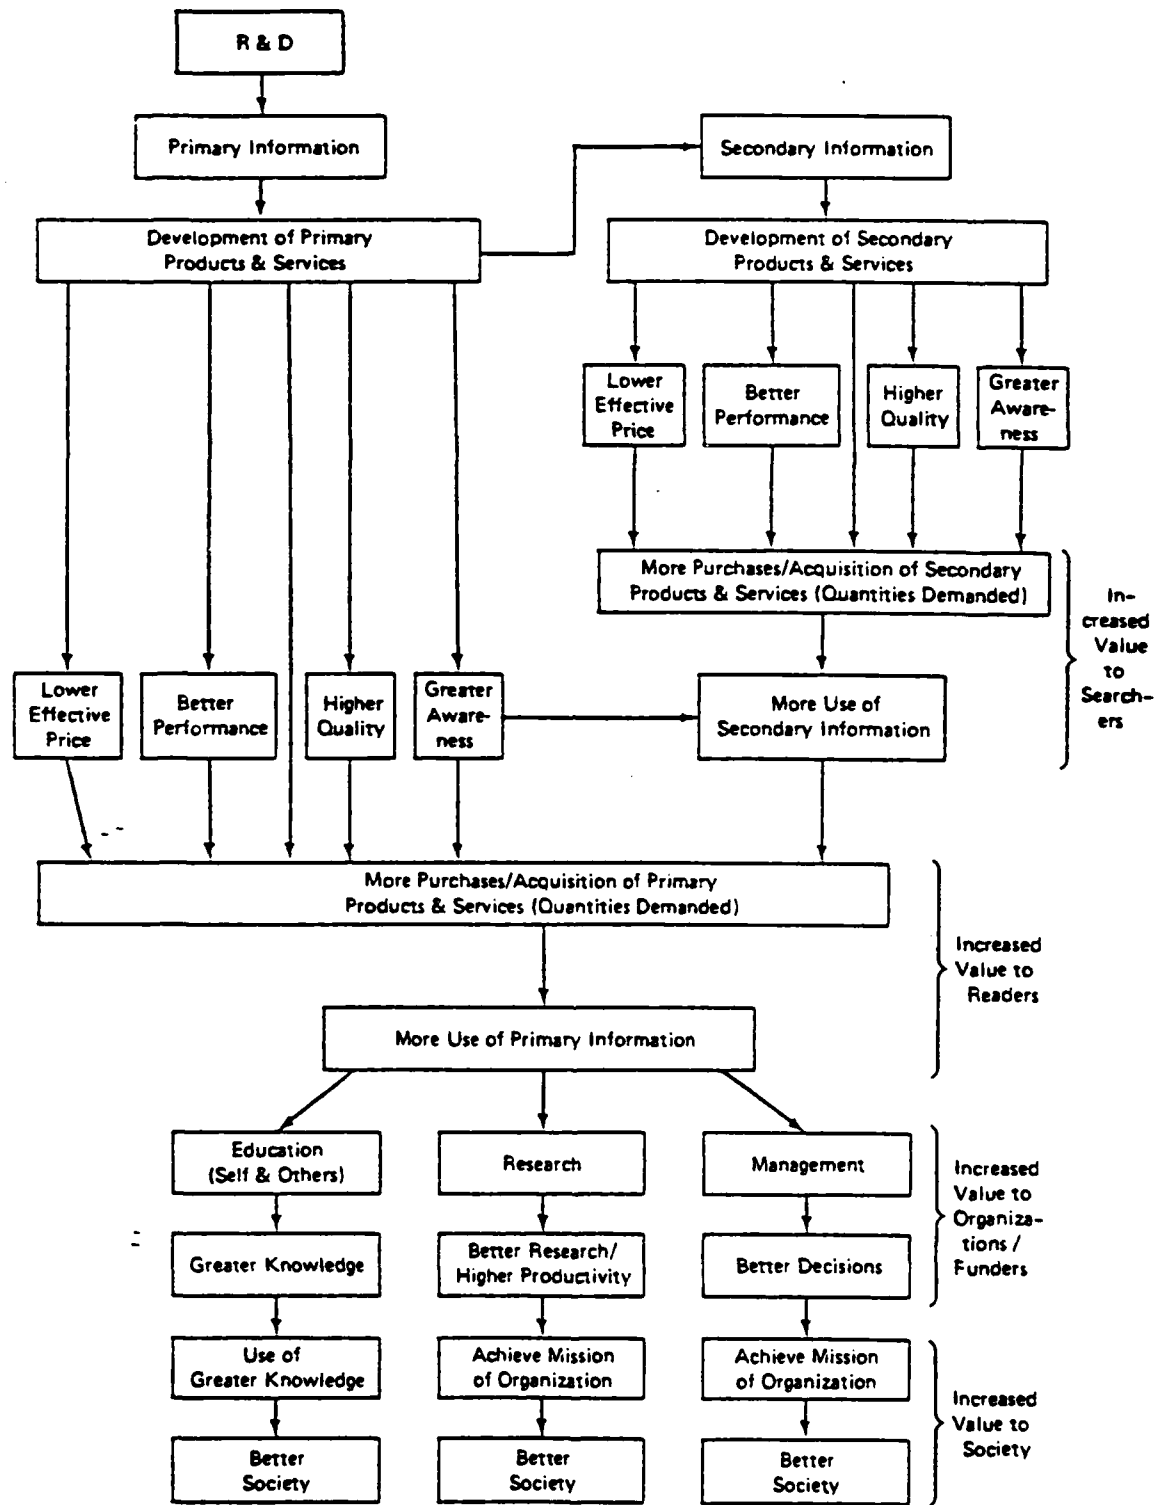 R & D
Primary Information
Secondary Information
Development of Primary
Products & Services
Development of Secondary
Products & Services
Lower
Effective
Price
Better
Performance
Higher
Quality
Greater
Aware-
ness
More Purchases/Acquisition of Secondary
Products & Services (Quantities Demanded)
In-
creased
Value
to
Search-
ers
Lower
Effective
Price
Better
Performance
Higher
Quality
Greater
Aware-
ness
More Use of
Secondary Information
More Purchases/Acquisition of Primary
Products & Services (Quantities Demanded)
Increased
Value to
Readers
More Use of Primary Information
Education
(Self & Others)
Research
Management
Greater Knowledge
Better Research/
Higher Productivity
Better Decisions
Increased
Value to
Organiza-
tions /
Funders
Use of
Greater Knowledge
Achieve Mission
of Organization
Achieve Mission
of Organization
Better
Society
Better
Society
Better
Society
Increased
Value to
Society